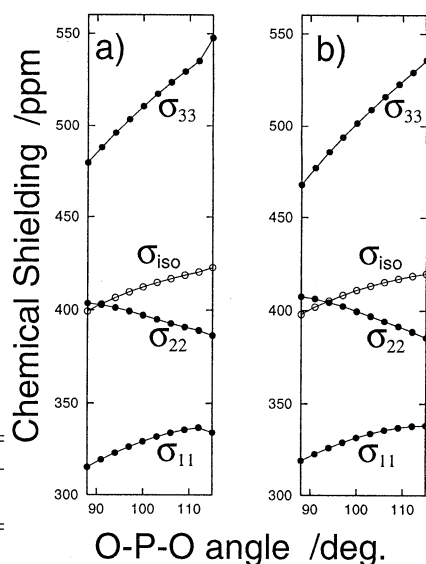 Chemical Shielding /ppm
a)
550
500
450
400
350
300
σ33
σiso
σ22
σ11
90 100 110
b)
550
500
450
400
350
300
σ33
σiso
σ22
σ11
90 100 110
O-P-O angle /deg.